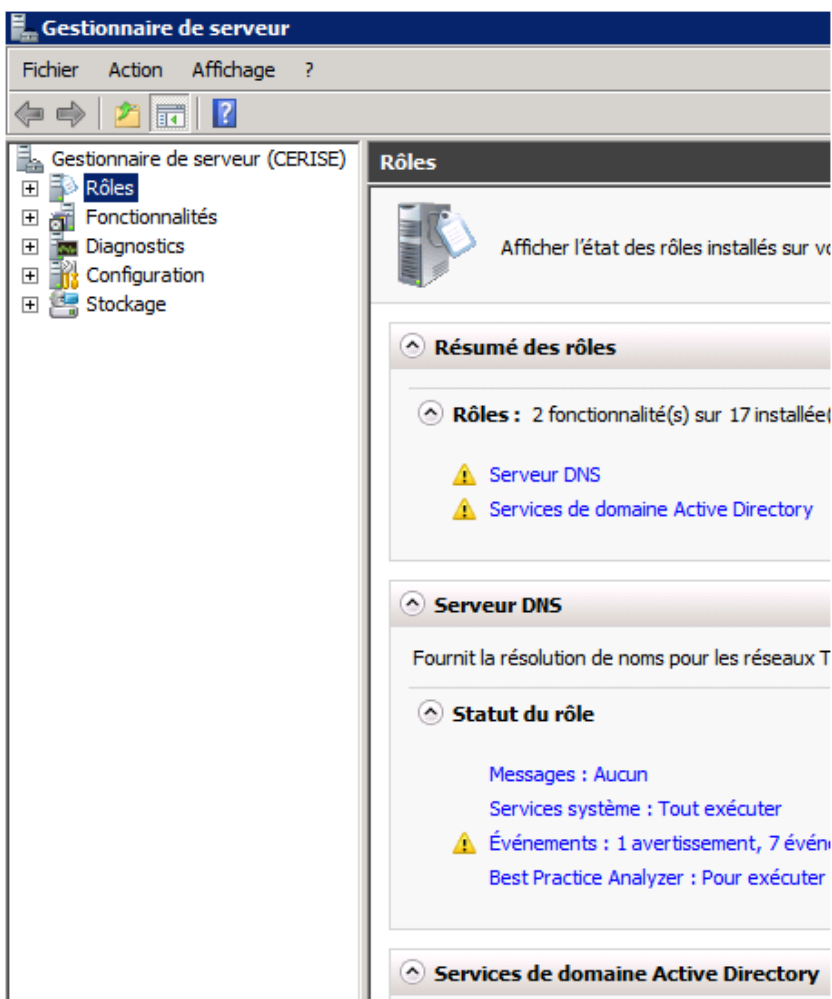 Gestionnaire de serveur
Fichier Action Affichage ?
Gestionnaire de serveur (CERISE)
Rôles
Fonctionnalités
Diagnostics
Configuration
Stockage
Rôles
Afficher l'état des rôles installés sur
Résumé des rôles
Rôles : 2 fonctionnalité(s) sur 17 installée(
Serveur DNS
Services de domaine Active Directory
Serveur DNS
Fournit la résolution de noms pour les réseaux T
Statut du rôle
Messages : Aucun
Services système : Tout exécuter
Événements : 1 avertissement, 7 évén
Best Practice Analyzer : Pour exécuter
Services de domaine Active Directory